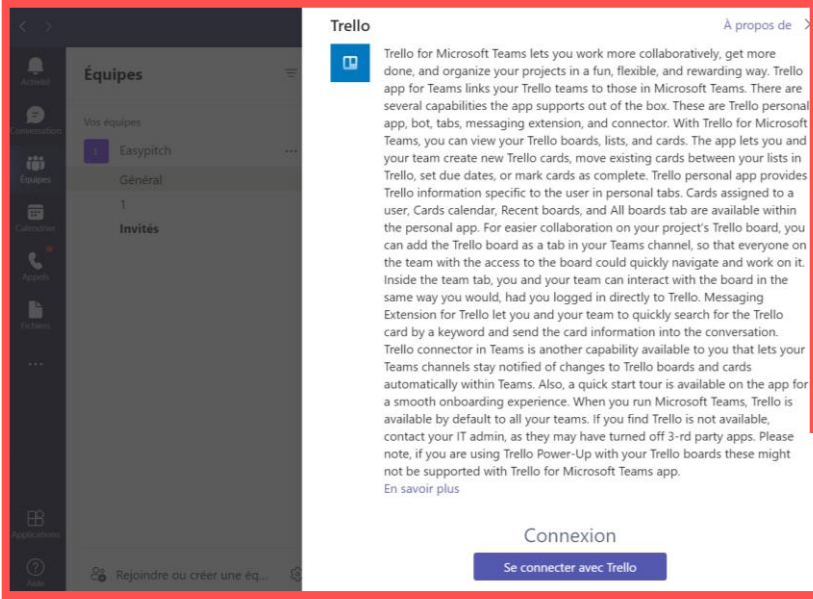 Activité
Conversation
Équipes
Calendrier
Appels
Fichiers
Applications
Aide
Équipes
Vos équipes
Easypitch
Général
1
Invités
Rejoindre ou créer une éq...
Trello
À propos de
Trello for Microsoft Teams lets you work more collaboratively, get more
done, and organize your projects in a fun, flexible, and rewarding way. Trello
app for Teams links your Trello teams to those in Microsoft Teams. There are
several capabilities the app supports out of the box. These are Trello personal
app, bot, tabs, messaging extension, and connector. With Trello for Microsoft
Teams, you can view your Trello boards, lists, and cards. The app lets you and
your team create new Trello cards, move existing cards between your lists in
Trello, set due dates, or mark cards as complete. Trello personal app provides
Trello information specific to the user in personal tabs. Cards assigned to a
user, Cards calendar, Recent boards, and All boards tab are available within
the personal app. For easier collaboration on your project's Trello board, you
can add the Trello board as a tab in your Teams channel, so that everyone on
the team with the access to the board could quickly navigate and work on it.
Inside the team tab, you and your team can interact with the board in the
same way you would, had you logged in directly to Trello. Messaging
Extension for Trello let you and your team to quickly search for the Trello
card by a keyword and send the card information into the conversation.
Trello connector in Teams is another capability available to you that lets your
Teams channels stay notified of changes to Trello boards and cards
automatically within Teams. Also, a quick start tour is available on the app for
a smooth onboarding experience. When you run Microsoft Teams, Trello is
available by default to all your teams. If you find Trello is not available,
contact your IT admin, as they may have turned off 3-rd party apps. Please
note, if you are using Trello Power-Up with your Trello boards these might
not be supported with Trello for Microsoft Teams app.
En savoir plus
Connexion
Se connecter avec Trello